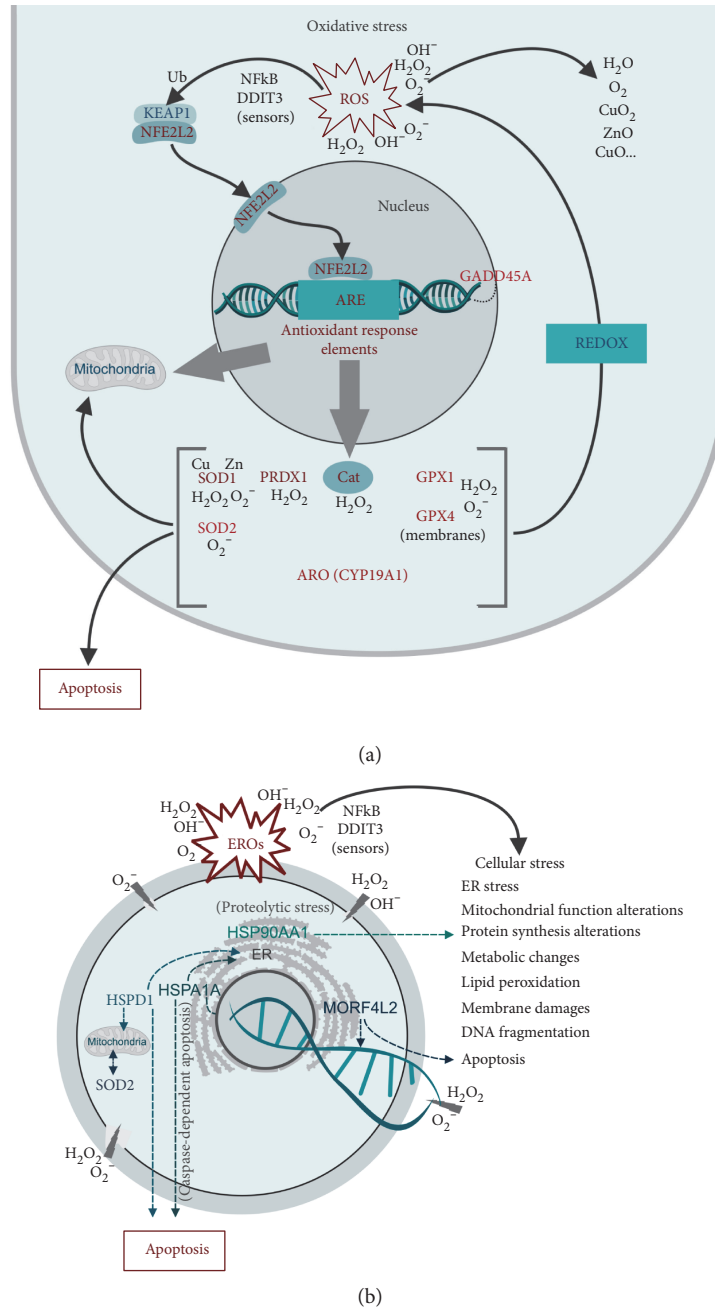 Oxidative stress
OH⁻
H₂O₂
O₂⁻
Ub
NFkB
DDIT3
(sensors)
ROS
H₂O
O₂
CuO₂
ZnO
CuO...
KEAP1
NFE2L2
H₂O₂
OH⁻
O₂⁻
NFE2L2
Nucleus
NFE2L2
GADD45A
ARE
Antioxidant response
elements
REDOX
Mitochondria
Cu Zn
SOD1
H₂O₂ O₂⁻
SOD2
O₂⁻
PRDX1
H₂O₂
Cat
H₂O₂
GPX1
H₂O₂
O₂⁻
GPX4
(membranes)
ARO (CYP19A1)
Apoptosis
(a)
H₂O₂
OH⁻
O₂
OH⁻
H₂O₂
O₂⁻
EROs
NFkB
DDIT3
(sensors)
O₂⁻
H₂O₂
OH⁻
Cellular stress
ER stress
Mitochondrial function alterations
Protein synthesis alterations
Metabolic changes
Lipid peroxidation
Membrane damages
DNA fragmentation
Apoptosis
(Proteolytic stress)
HSP90AA1
ER
HSPD1
HSPA1A
MORF4L2
Mitochondria
SOD2
(Caspase-dependent apoptosis)
H₂O₂
O₂⁻
H₂O₂
O₂⁻
Apoptosis
(b)